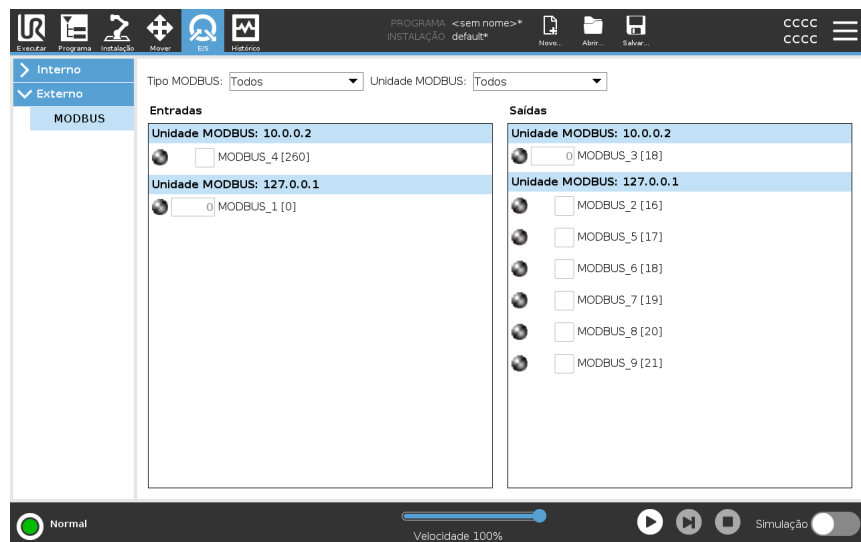 PROGRAMA <sem nome>*
INSTALAÇÃO default*
CCCC
CCCC
Executar Programa Instalação Mover E/S Histórico Novo... Abrir... Salvar...
Interno
Externo
MODBUS
Tipo MODBUS: Todos Unidade MODBUS: Todos
Entradas
Unidade MODBUS: 10.0.0.2
MODBUS_4 [260]
Unidade MODBUS: 127.0.0.1
0 MODBUS_1 [0]
Saídas
Unidade MODBUS: 10.0.0.2
0 MODBUS_3 [18]
Unidade MODBUS: 127.0.0.1
MODBUS_2 [16]
MODBUS_5 [17]
MODBUS_6 [18]
MODBUS_7 [19]
MODBUS_8 [20]
MODBUS_9 [21]
Normal
Velocidade 100%
Simulação